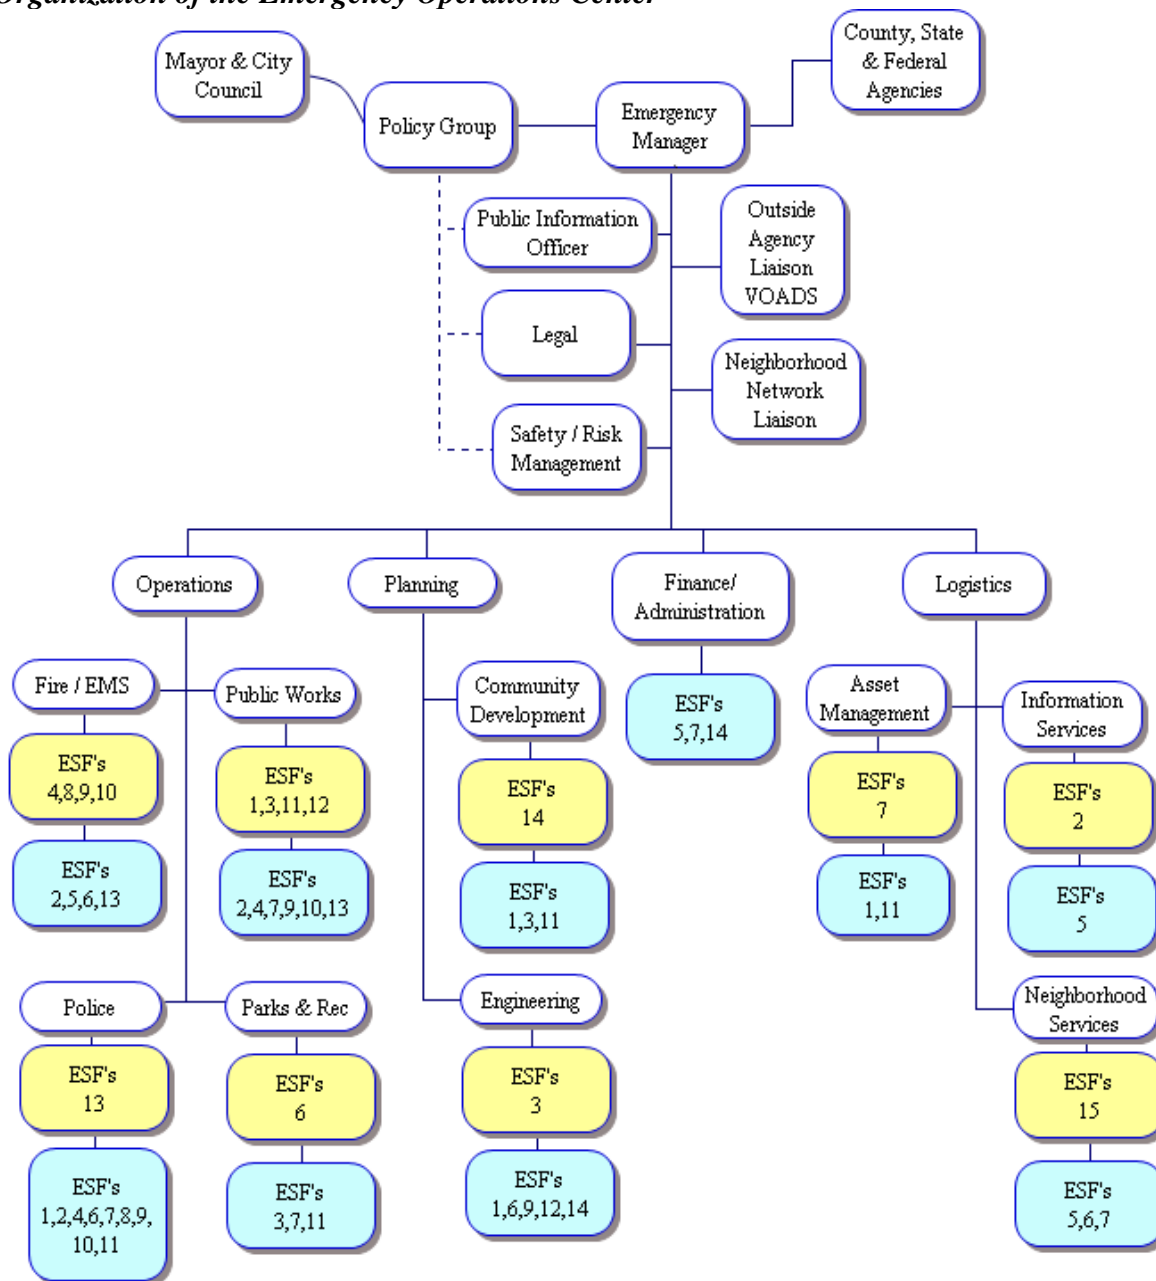 Organization of the Emergency Operations Center
Mayor & City
Council
Policy Group
Emergency
Manager
County, State
& Federal
Agencies
Public Information
Officer
Outside
Agency
Liaison
VOADS
Legal
Neighborhood
Network
Liaison
Safety / Risk
Management
Operations
Planning
Finance/
Administration
Logistics
Fire / EMS
ESF's
4,8,9,10
ESF's
2,5,6,13
Public Works
ESF's
1,3,11,12
ESF's
2,4,7,9,10,13
Community
Development
ESF's
14
ESF's
1,3,11
ESF's
5,7,14
Asset
Management
ESF's
7
ESF's
1,11
Information
Services
ESF's
2
ESF's
5
Police
ESF's
13
ESF's
1,2,4,6,7,8,9,
10,11
Parks & Rec
ESF's
6
ESF's
3,7,11
Engineering
ESF's
3
ESF's
1,6,9,12,14
Neighborhood
Services
ESF's
15
ESF's
5,6,7